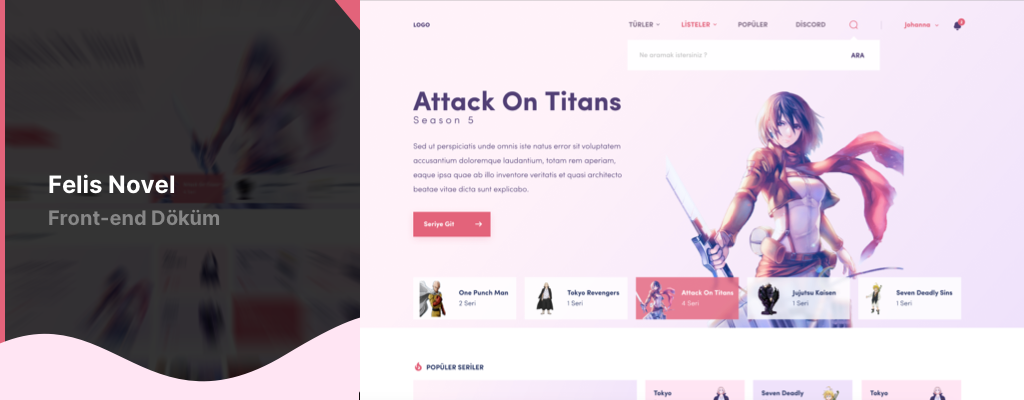 Felis Novel
Front-end Döküm
LOGO
TÜRLER
LİSTELER
POPÜLER
DİSCORD
Johanna
Ne aramak istersiniz ?
ARA
Attack On Titans
Season 5
Sed ut perspiciatis unde omnis iste natus error sit voluptatem
accusantium doloremque laudantium, totam rem aperiam,
eaque ipsa quae ab illo inventore veritatis et quasi architecto
beatae vitae dicta sunt explicabo.
Seriye Git
One Punch Man
2 Seri
Tokyo Revengers
1 Seri
Attack On Titans
4 Seri
Jujutsu Kaisen
1 Seri
Seven Deadly Sins
1 Seri
POPÜLER SERİLER
Tokyo
Seven Deadly
Tokyo